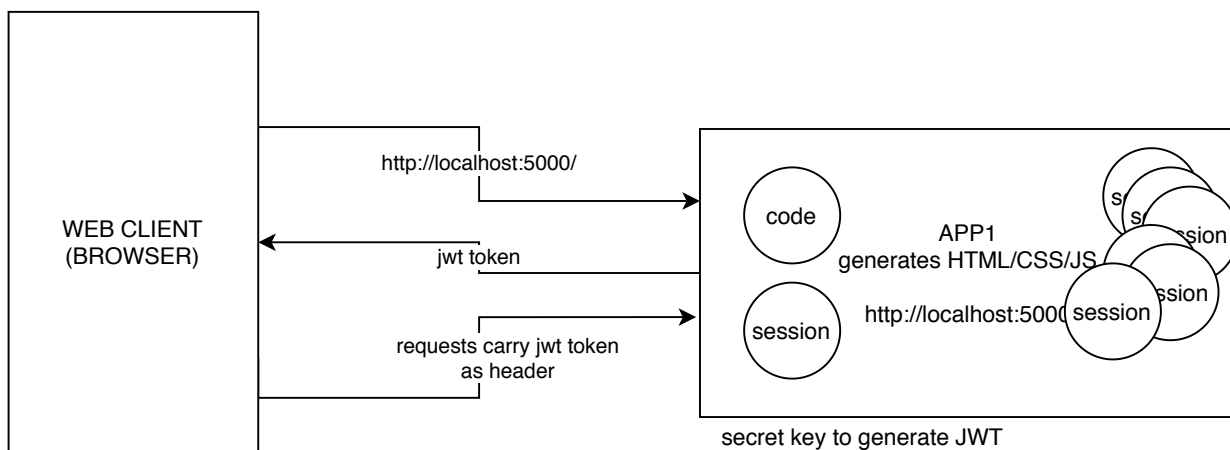 WEB CLIENT
(BROWSER)
http://localhost:5000/
jwt token
requests carry jwt token
as header
code
session
APP1
generates HTML/CSS/JS
http://localhost:5000
session
secret key to generate JWT